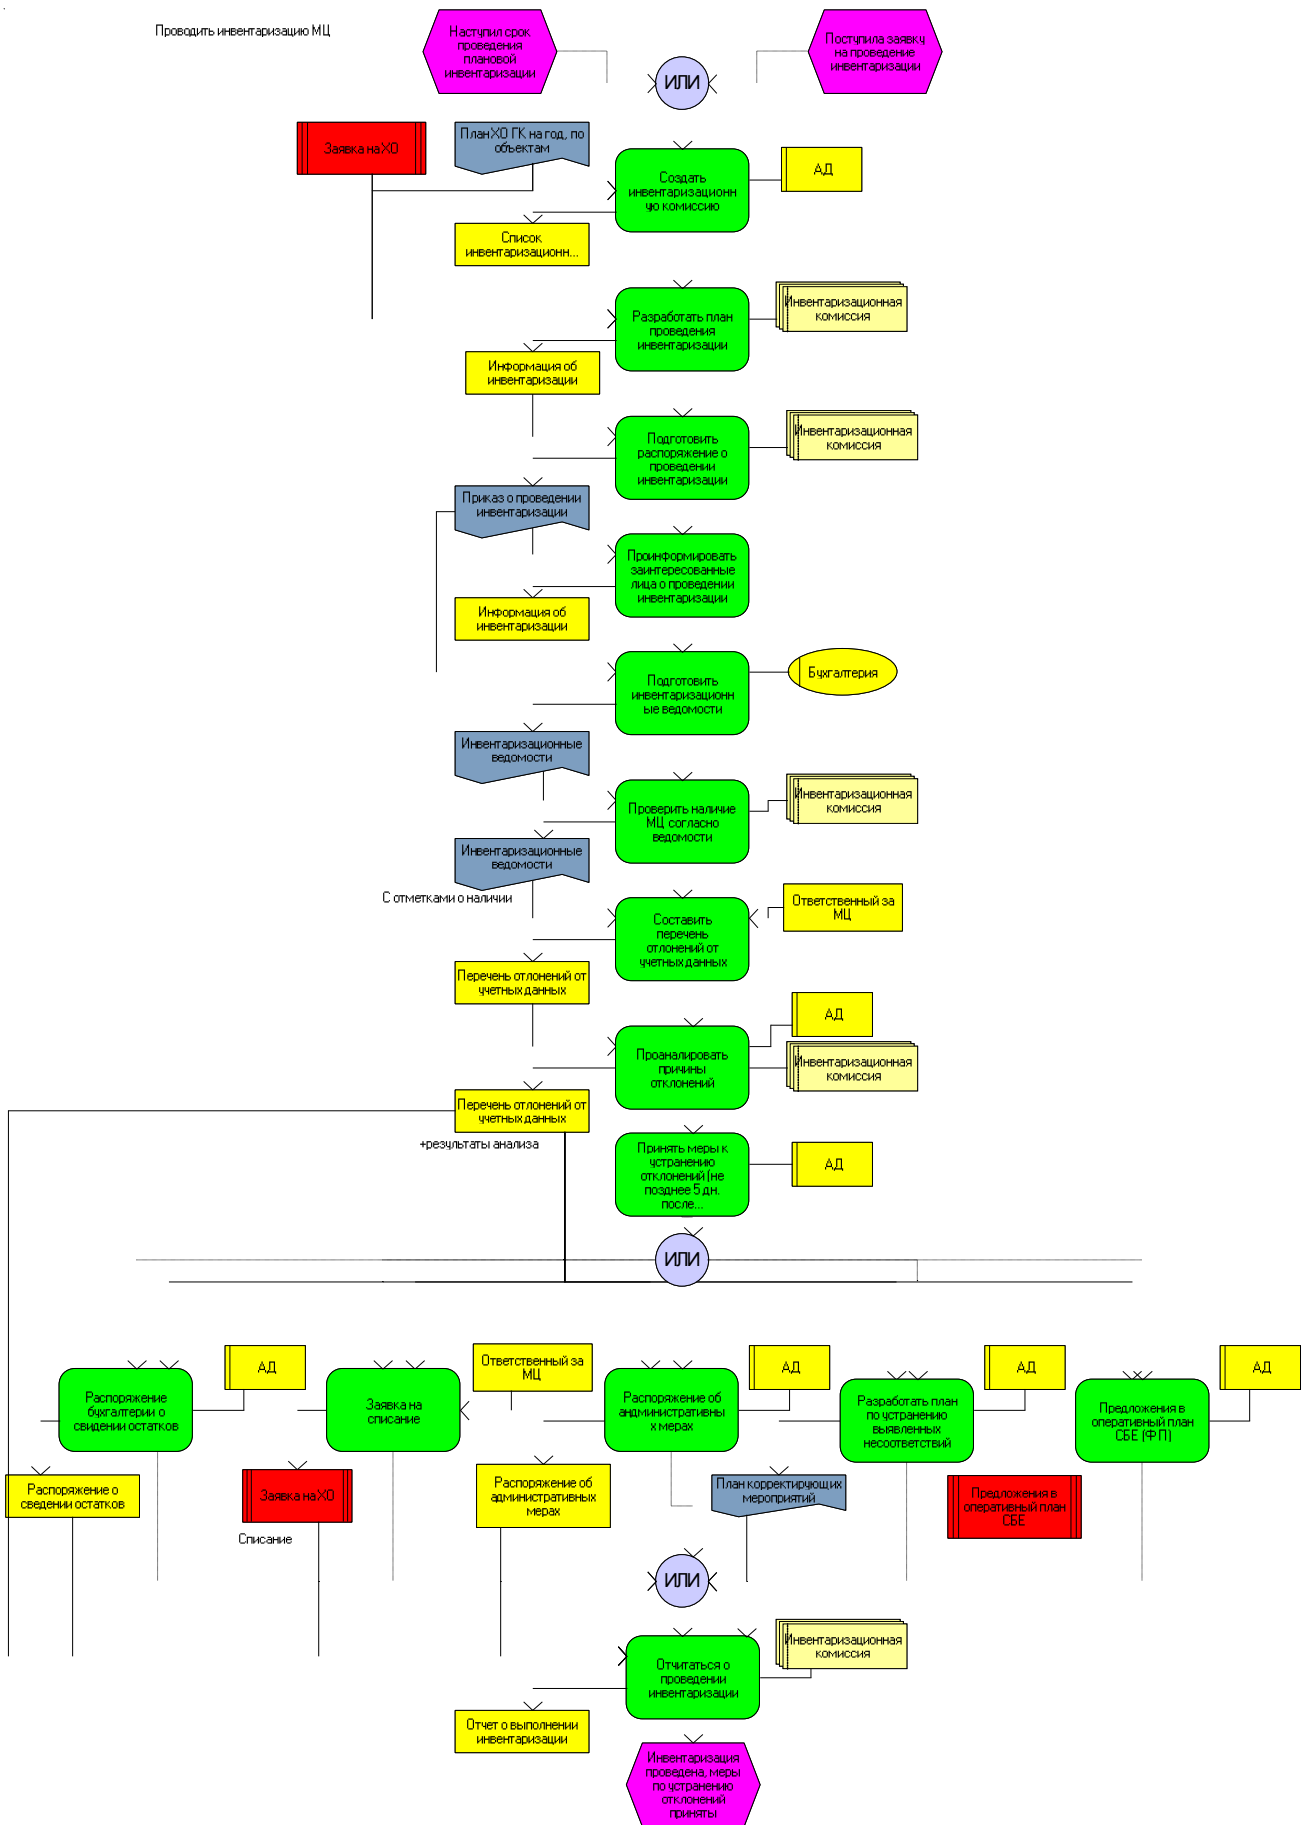 Проводить инвентаризацию МЦ
Наступил срок
проведения
плановой
инвентаризации
ИЛИ
Поступила заявку
на проведение
инвентаризации
Заявка на ХО
План ХО ГК на год, по
объектам
Создать
инвентаризационн
ую комиссию
АД
Список
инвентаризационн...
Разработать план
проведения
инвентаризации
Инвентаризационная
комиссия
Информация об
инвентаризации
Подготовить
распоряжение о
проведении
инвентаризации
Инвентаризационная
комиссия
Приказ о проведении
инвентаризации
Проинформировать
заинтересованные
лица о проведении
инвентаризации
Информация об
инвентаризации
Подготовить
инвентаризационн
ые ведомости
Бухгалтерия
Инвентаризационные
ведомости
Проверить наличие
МЦ согласно
ведомости
Инвентаризационная
комиссия
Инвентаризационные
ведомости
С отметками о наличии
Составить
перечень
отлонений от
учетных данных
Ответственный за
МЦ
Перечень отлонений от
учетных данных
Проаналировать
причины
отклонений
АД
Инвентаризационная
комиссия
Перечень отлонений от
учетных данных
+результаты анализа
Принять меры к
устранению
отклонений (не
позднее 5 дн.
после...
АД
ИЛИ
Распоряжение
бухгалтерии о
свидении остатков
АД
Заявка на
списание
Ответственный за
МЦ
Распоряжение об
андминистративны
х мерах
АД
Разработать план
по устранению
выявленных
несоответствий
АД
Предложения в
оперативный план
СБЕ (ФП)
АД
Распоряжение о
сведении остатков
Заявка на ХО
Списание
Распоряжение об
административных
мерах
План корректирующих
мероприятий
Предложения в
оперативный план
СБЕ
ИЛИ
Отчитаться о
проведении
инвентаризации
Инвентаризационная
комиссия
Отчет о выполнении
инвентаризации
Инвентаризация
проведена, меры
по устранению
отклонений
приняты